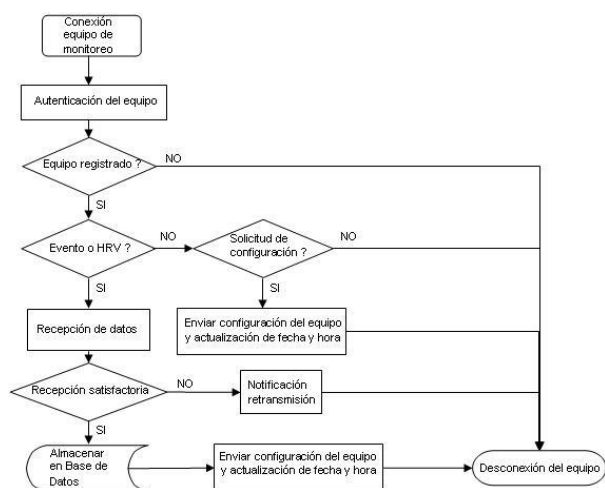 Conexión
equipo de
monitoreo
Autenticación del equipo
Equipo registrado ?
NO
SI
Evento o HRV ?
NO
Solicitud de
configuración ?
NO
SI
SI
Recepción de datos
Enviar configuración del equipo
y actualización de fecha y hora
Recepción satisfactoria
NO
Notificación
retransmisión
SI
Almacenar
en Base de
Datos
Enviar configuración del equipo
y actualización de fecha y hora
Desconexión del equipo